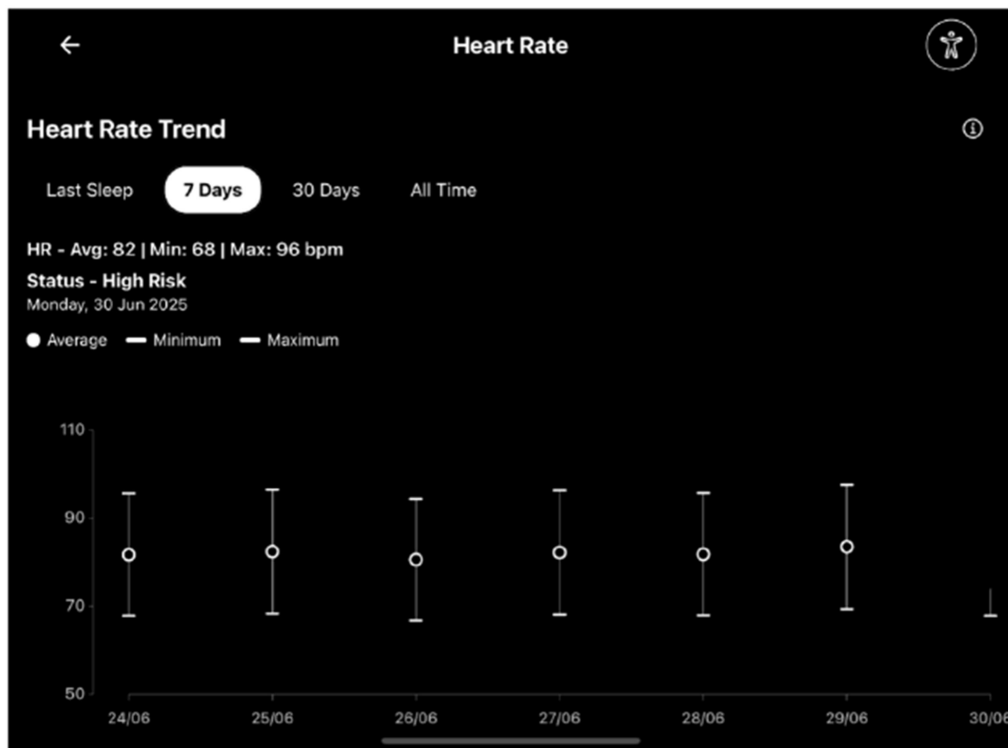 Heart Rate
Heart Rate Trend
Last Sleep 7 Days 30 Days All Time
HR - Avg: 82 | Min: 68 | Max: 96 bpm
Status - High Risk
Monday, 30 Jun 2025
Average Minimum Maximum
110
90
70
50
24/06 25/06 26/06 27/06 28/06 29/06 30/06